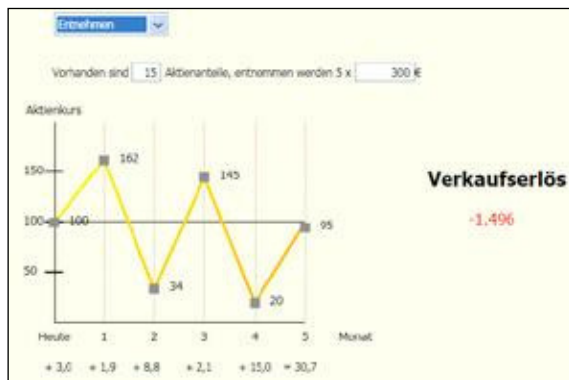 Entnehmen
Vorhanden sind 15 Aktienanteile, entnommen werden 5 x 300 €
Aktienkurs
162
150
145
Verkaufserlös
100 100
95
-1.496
50
34
20
Heute 1 2 3 4 5 Monat
+ 3,0 + 1,9 + 8,8 + 2,1 + 15,0 = 30,7